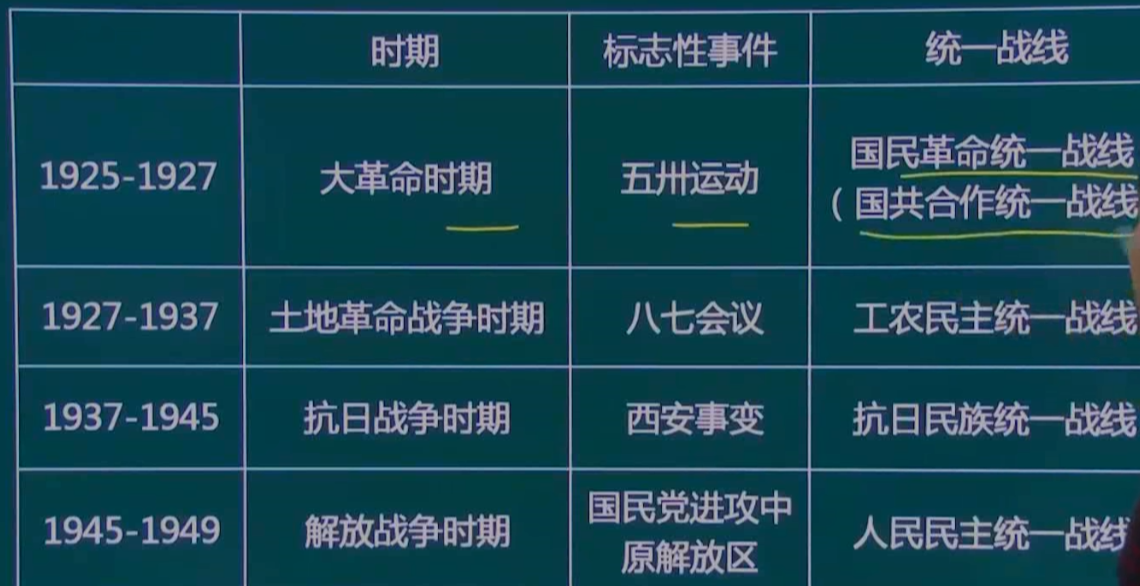 时期 标志性事件 统一战线
1925-1927 大革命时期 五卅运动 国民革命统一战线
(国共合作统一战线
1927-1937 土地革命战争时期 八七会议 工农民主统一战线
1937-1945 抗日战争时期 西安事变 抗日民族统一战线
1945-1949 解放战争时期 国民党进攻中
原解放区 人民民主统一战线